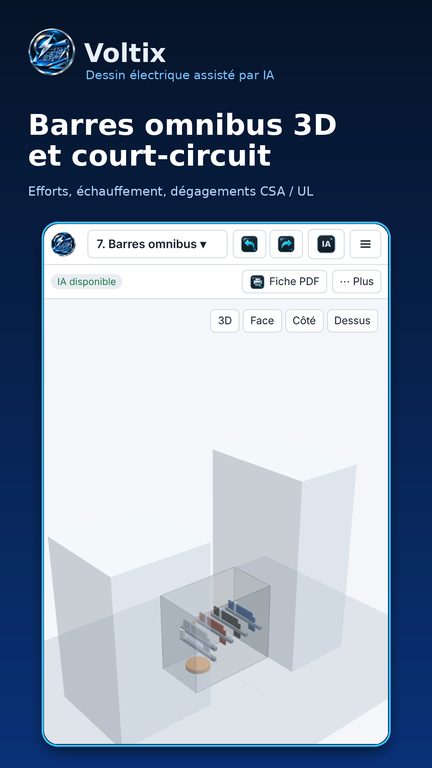 Voltix
Dessin électrique assisté par IA
Barres omnibus 3D
et court-circuit
Efforts, échauffement, dégagements CSA / UL
7. Barres omnibus ▾
IA
IA disponible
Fiche PDF
··· Plus
3D
Face
Côté
Dessus